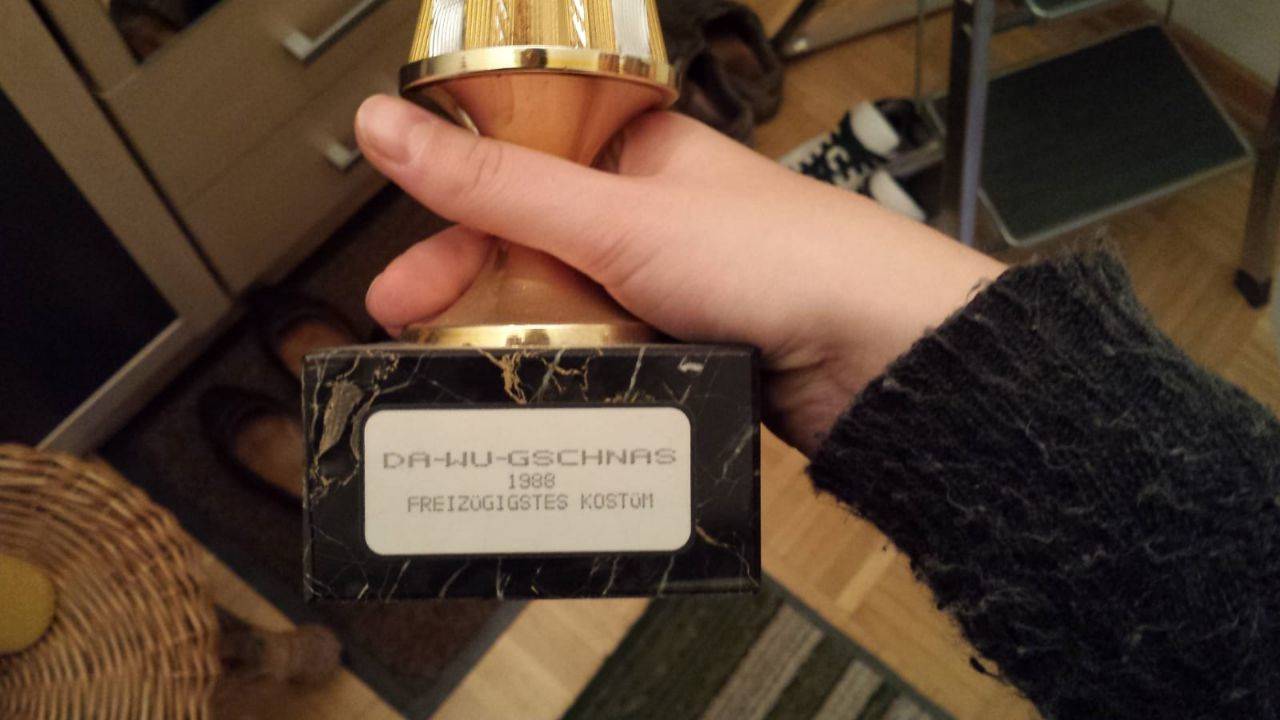 DA-WU-GSCHNAS
1988
FREIZÜGIGSTES KOSTÜM